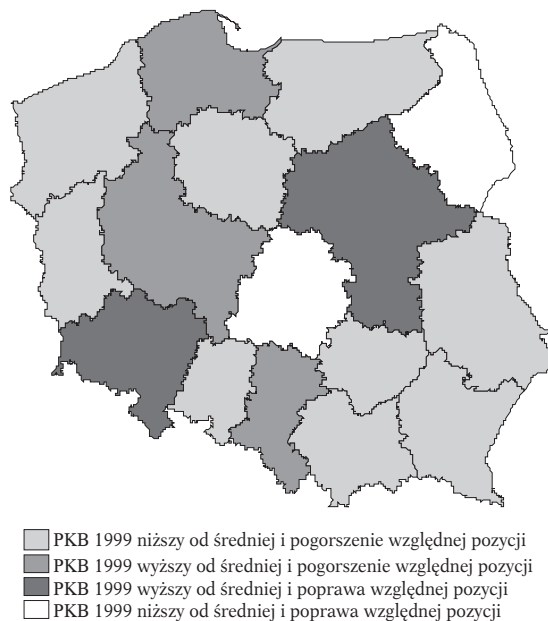 PKB 1999 niższy od średniej i pogorszenie względnej pozycji
PKB 1999 wyższy od średniej i pogorszenie względnej pozycji
PKB 1999 wyższy od średniej i poprawa względnej pozycji
PKB 1999 niższy od średniej i poprawa względnej pozycji